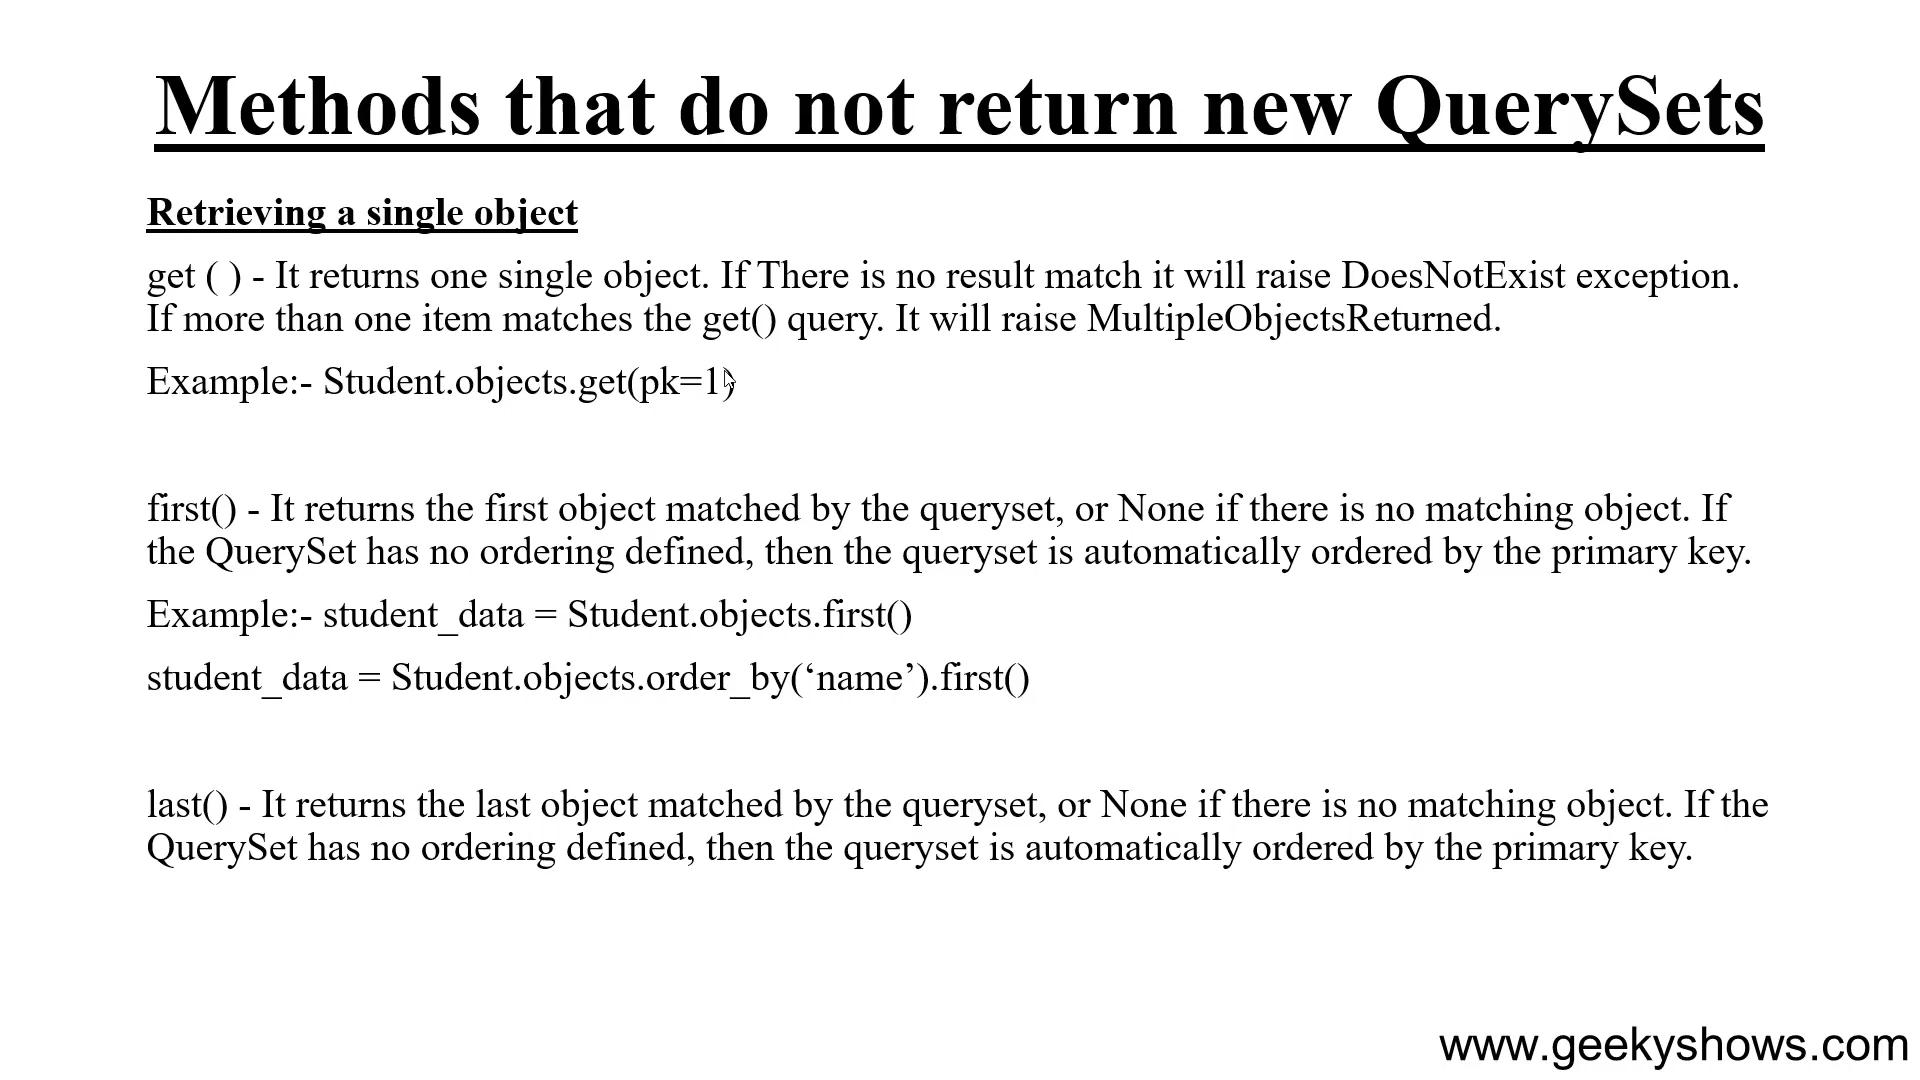 Methods that do not return new QuerySets
Retrieving a single object
get ( ) - It returns one single object. If There is no result match it will raise DoesNotExist exception.
If more than one item matches the get() query. It will raise MultipleObjectsReturned.
Example:- Student.objects.get(pk=1)
first() - It returns the first object matched by the queryset, or None if there is no matching object. If
the QuerySet has no ordering defined, then the queryset is automatically ordered by the primary key.
Example:- student_data = Student.objects.first()
student_data = Student.objects.order_by(‘name’).first()
last() - It returns the last object matched by the queryset, or None if there is no matching object. If the
QuerySet has no ordering defined, then the queryset is automatically ordered by the primary key.
www.geekyshows.com